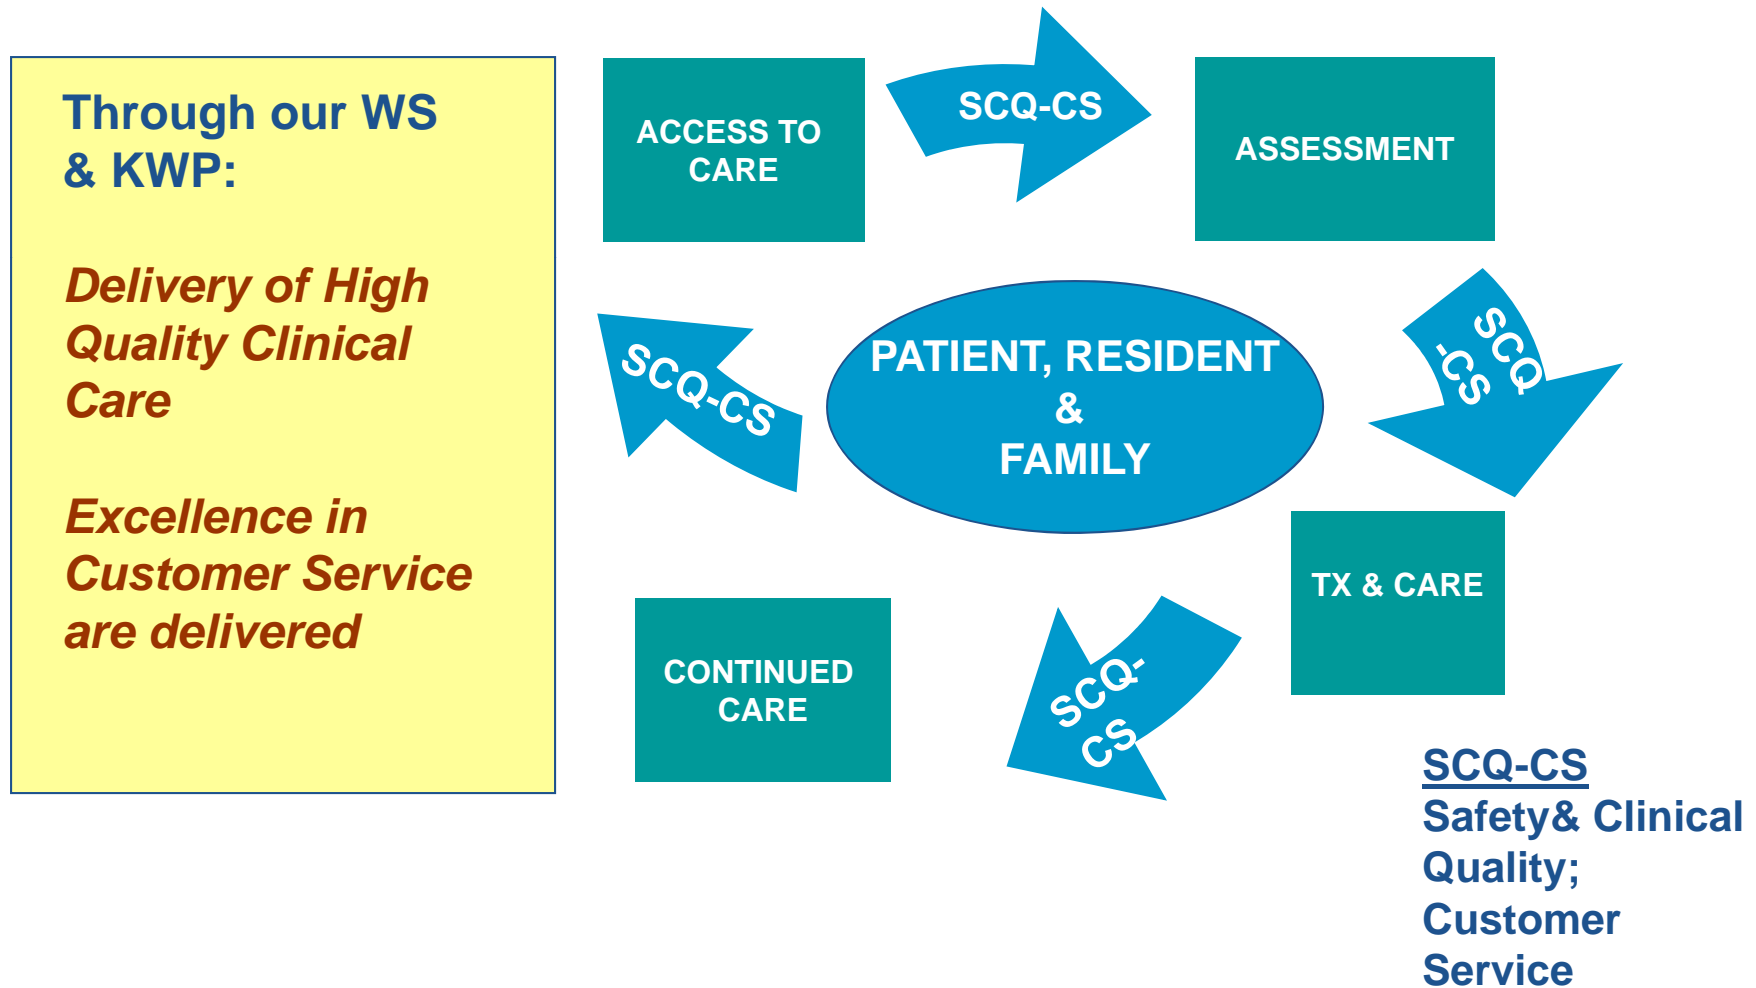 Through our WS
& KWP:
Delivery of High
Quality Clinical
Care
Excellence in
Customer Service
are delivered
ACCESS TO
CARE
SCQ-CS
ASSESSMENT
SCQ
-CS
TX & CARE
SCQ-
CS
CONTINUED
CARE
SCQ-CS
PATIENT, RESIDENT
&
FAMILY
SCQ-CS
Safety& Clinical
Quality;
Customer
Service